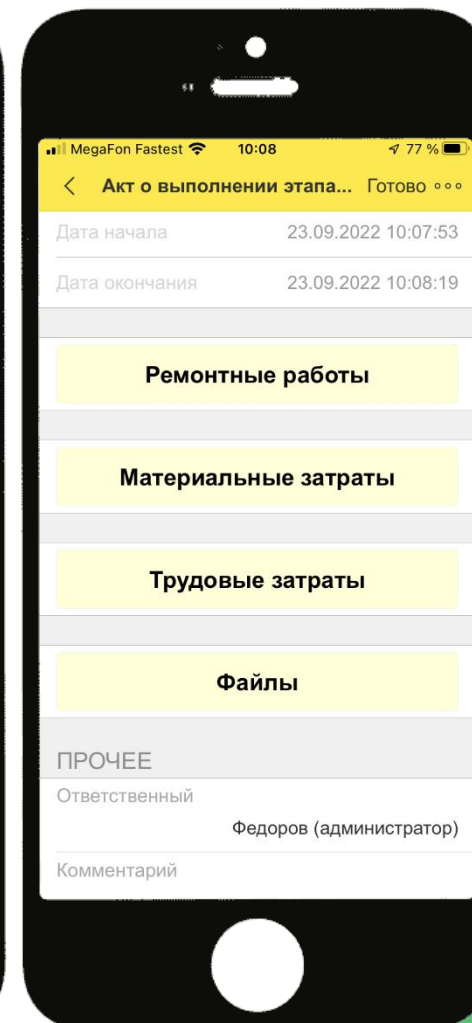 MegaFon Fastest 10:08 77 %
Акт о выполнении этапа... Готово
Дата начала 23.09.2022 10:07:53
Дата окончания 23.09.2022 10:08:19
Ремонтные работы
Материальные затраты
Трудовые затраты
Файлы
ПРОЧЕЕ
Ответственный
Федоров (администратор)
Комментарий